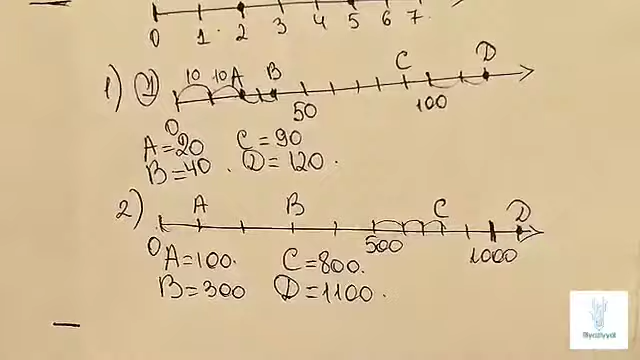 0 1 2 3 4 5 6 7.
1) 1) 10 10 A B C D
0 50 100
A=20 C=90
B=40. D=120.
2) A B C D
0 500 1000
A=100. C=800.
B=300 D=1100.